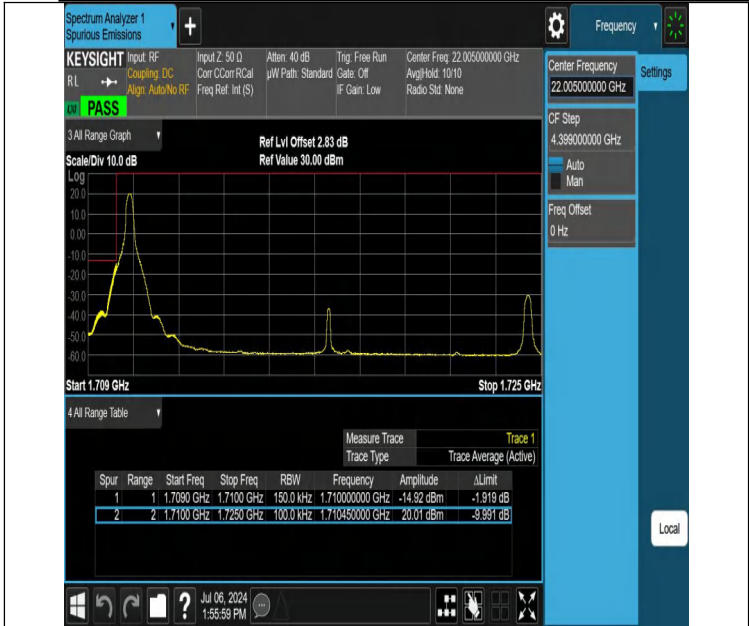 Spectrum Analyzer 1
Spurious Emissions
Frequency
KEYSIGHT Input: RF Input Z: 50 Ω Atten: 40 dB Trig: Free Run Center Freq: 22.005000000 GHz
RL Coupling: DC Corr CCorr RCal µW Path: Standard Gate: Off Avg|Hold: 10/10
Align: Auto/No RF Freq Ref: Int (S) IF Gain: Low Radio Std: None
PASS
Center Frequency
22.005000000 GHz
Settings
CF Step
4.399000000 GHz
Auto
Man
Freq Offset
0 Hz
3 All Range Graph
Ref Lvl Offset 2.83 dB
Scale/Div 10.0 dB Ref Value 30.00 dBm
Log
20.0
10.0
0.00
-10.0
-20.0
-30.0
-40.0
-50.0
-60.0
Start 1.709 GHz Stop 1.725 GHz
4 All Range Table
Measure Trace Trace 1
Trace Type Trace Average (Active)
Spur Range Start Freq Stop Freq RBW Frequency Amplitude ΔLimit
1 1 1.7090 GHz 1.7100 GHz 150.0 kHz 1.710000000 GHz -14.92 dBm -1.919 dB
2 2 1.7100 GHz 1.7250 GHz 100.0 kHz 1.710450000 GHz 20.01 dBm -9.991 dB
Local
Jul 06, 2024
1:55:59 PM